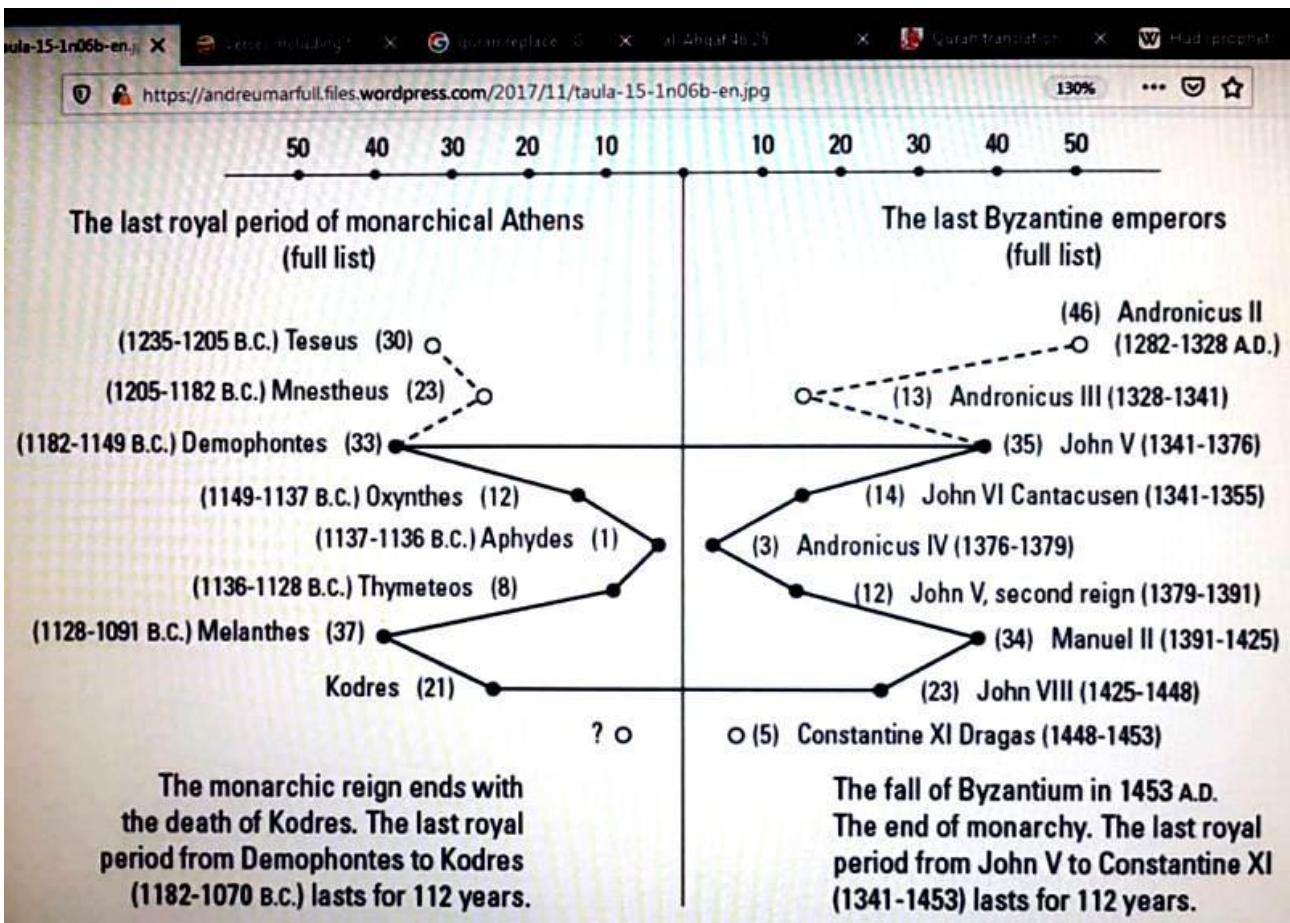 ula-15-1n06b-en.j
Verses including
quran replace - G
al-Ahqaf 46:25
Quran translation
W Hud (prophet)
https://andreumarfull.files.wordpress.com/2017/11/taula-15-1n06b-en.jpg 130%
50 40 30 20 10 10 20 30 40 50
The last royal period of monarchical Athens
(full list)
The last Byzantine emperors
(full list)
(1235-1205 B.C.) Teseus (30)
(46) Andronicus II
(1282-1328 A.D.)
(1205-1182 B.C.) Mnestheus (23)
(13) Andronicus III (1328-1341)
(1182-1149 B.C.) Demophontes (33)
(35) John V (1341-1376)
(1149-1137 B.C.) Oxynthes (12)
(14) John VI Cantacusen (1341-1355)
(1137-1136 B.C.) Aphydes (1)
(3) Andronicus IV (1376-1379)
(1136-1128 B.C.) Thymeteos (8)
(12) John V, second reign (1379-1391)
(1128-1091 B.C.) Melanthes (37)
(34) Manuel II (1391-1425)
Kodres (21)
(23) John VIII (1425-1448)
?
(5) Constantine XI Dragas (1448-1453)
The monarchic reign ends with
the death of Kodres. The last royal
period from Demophontes to Kodres
(1182-1070 B.C.) lasts for 112 years.
The fall of Byzantium in 1453 A.D.
The end of monarchy. The last royal
period from John V to Constantine XI
(1341-1453) lasts for 112 years.